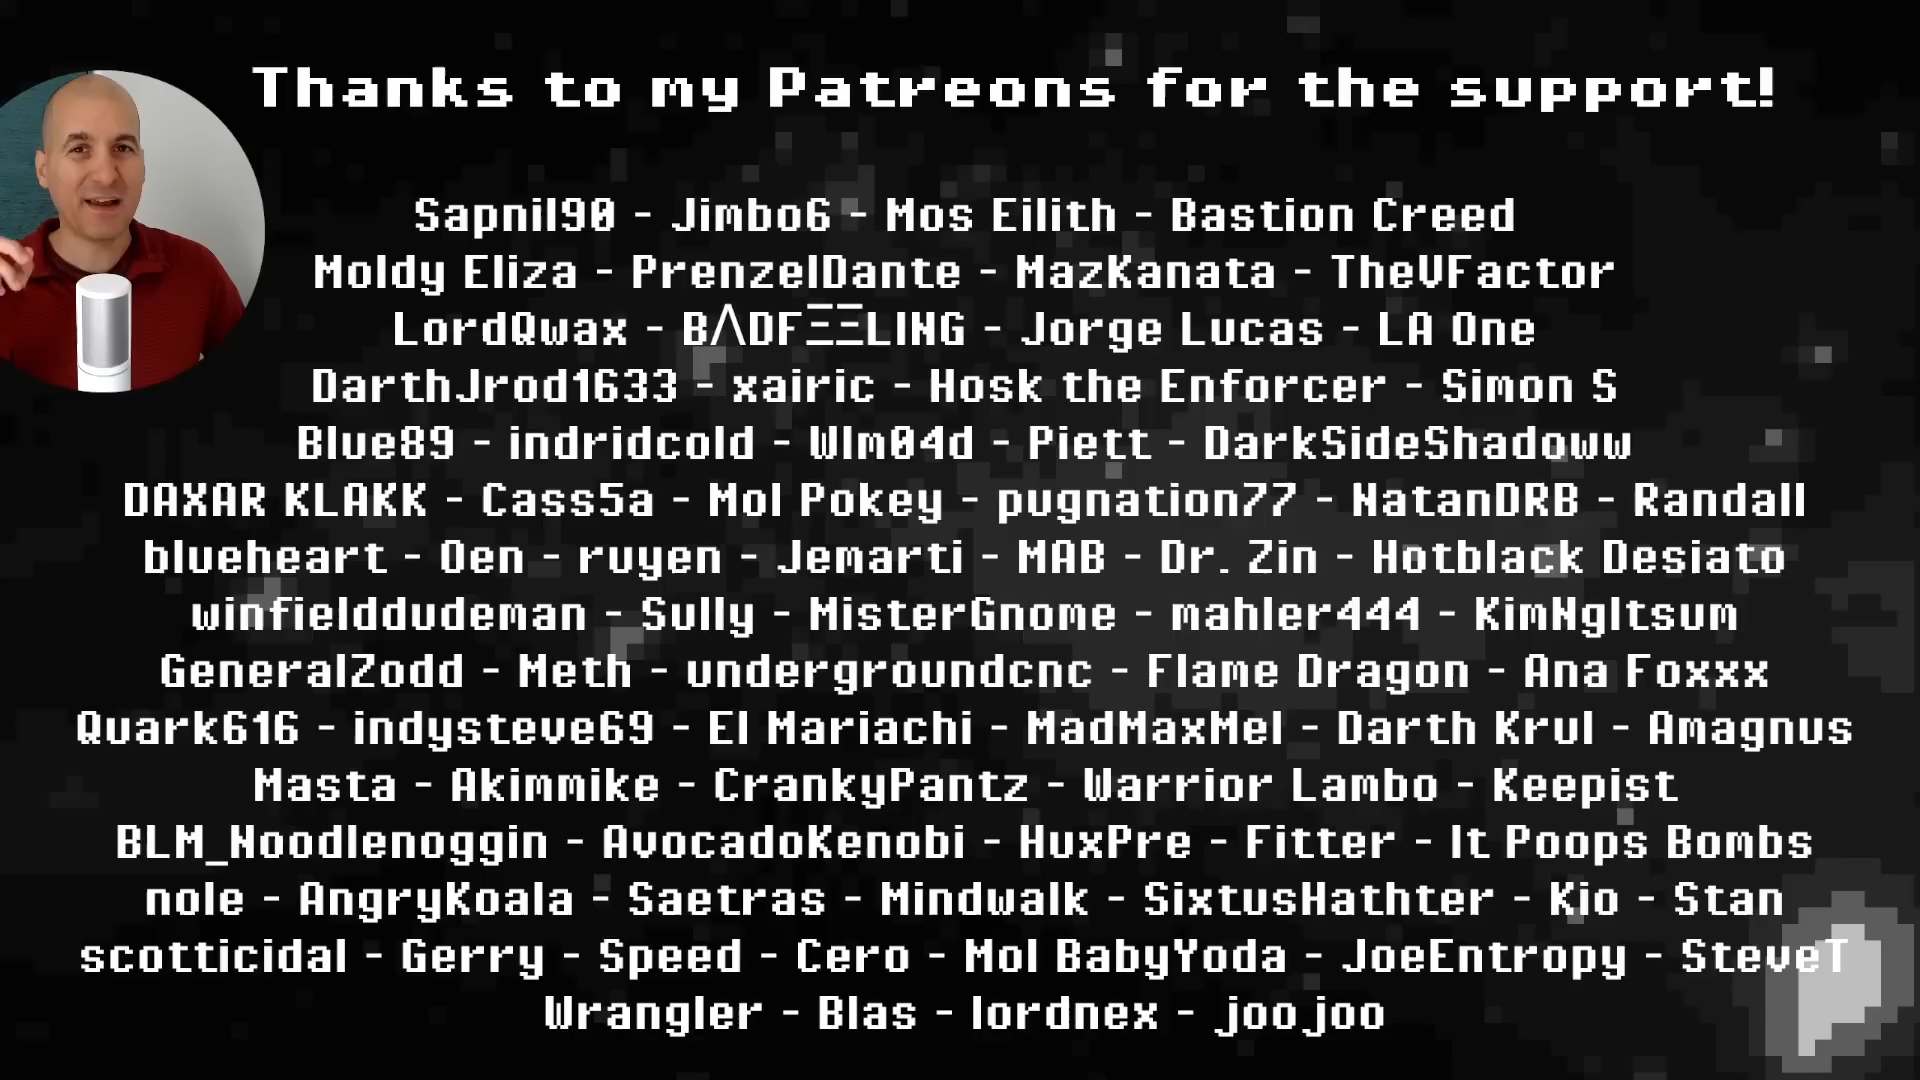 Thanks to my Patreons for the support!
Sapnil90 - Jimbo6 - Mos Eilith - Bastion Creed
Moldy Eliza - PrenzelDante - MazKanata - TheVFactor
LordQwax - BΛDFΞΞLING - Jorge Lucas - LA One
DarthJrod1633 - xairic - Hosk the Enforcer - Simon S
Blue89 - indridcold - Wlm04d - Piett - DarkSideShadoww
DAXAR KLAKK - Cass5a - Mol Pokey - pugnation77 - NatanDRB - Randall
blueheart - Oen - ruyen - Jemarti - MAB - Dr. Zin - Hotblack Desiato
winfielddudeman - Sully - MisterGnome - mahler444 - KimNgItsum
GeneralZodd - Meth - undergroundcnc - Flame Dragon - Ana Foxxx
Quark616 - indysteve69 - El Mariachi - MadMaxMel - Darth Krul - Amagnus
Masta - Akimmike - CrankyPantz - Warrior Lambo - Keepist
BLM_Noodlenoggin - AvocadoKenobi - HuxPre - Fitter - It Poops Bombs
nole - AngryKoala - Saetras - Mindwalk - SixtusHathter - Kio - Stan
scotticidal - Gerry - Speed - Cero - Mol BabyYoda - JoeEntropy - SteveT
Wrangler - Blas - lordnex - joojoo